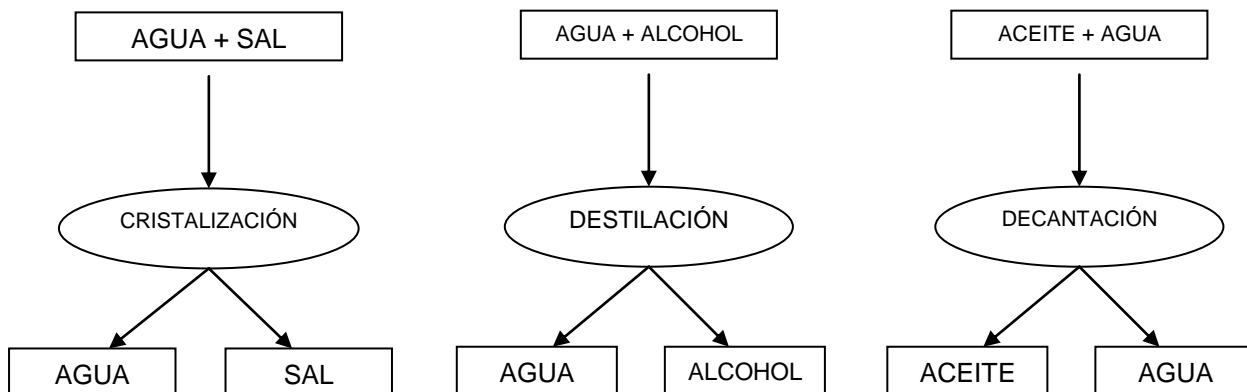 AGUA + SAL
AGUA + ALCOHOL
ACEITE + AGUA
CRISTALIZACIÓN
DESTILACIÓN
DECANTACIÓN
AGUA
SAL
AGUA
ALCOHOL
ACEITE
AGUA